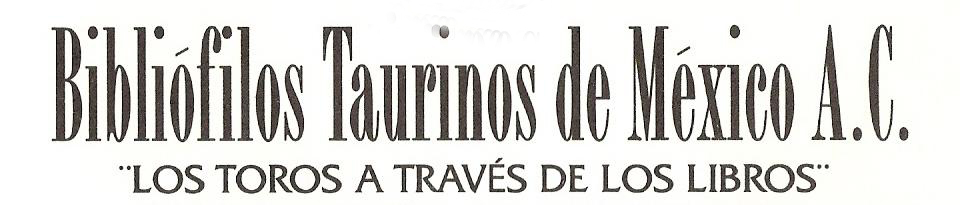 Bibliófilos Taurinos de México A.C.
¨LOS TOROS A TRAVÉS DE LOS LIBROS¨